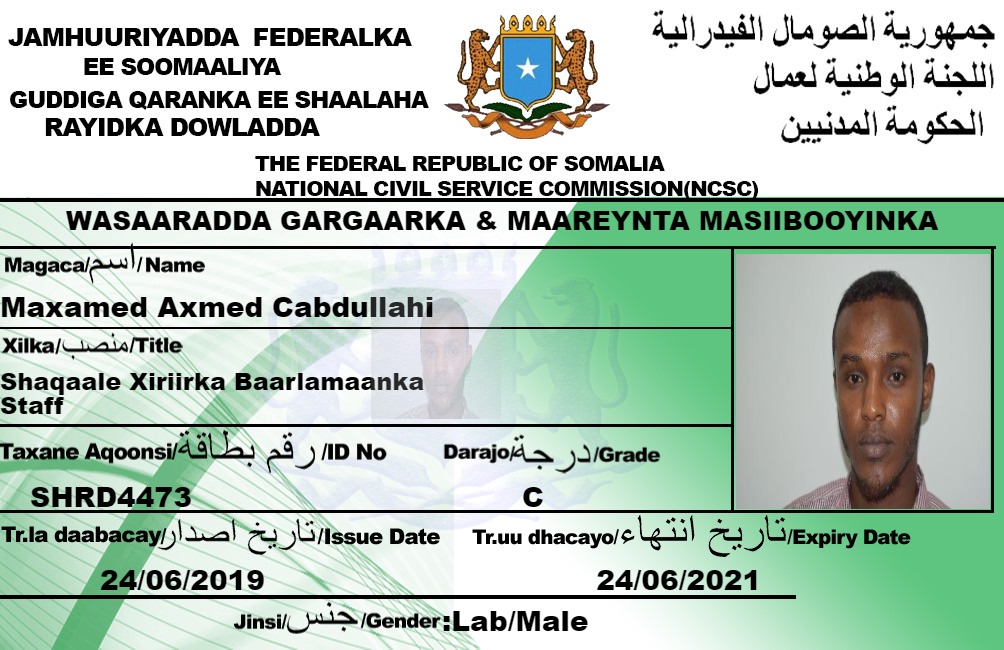 JAMHUURIYADDA FEDERALKA
EE SOOMAALIYA
GUDDIGA QARANKA EE SHAALAHA
RAYIDKA DOWLADDA
جمهورية الصومال الفيدرالية
اللجنة الوطنية لعمال
الحكومة المدنيين
THE FEDERAL REPUBLIC OF SOMALIA
NATIONAL CIVIL SERVICE COMMISSION(NCSC)
WASAARADDA GARGAARKA & MAAREYNTA MASIIBOOYINKA
Magaca/اسم/Name
Maxamed Axmed Cabdullahi
Xilka/منصب/Title
Shaqaale Xiriirka Baarlamaanka
Staff
Taxane Aqoonsi/رقم بطاقة/ID No Darajo/درجة/Grade
SHRD4473 C
Tr.la daabacay/تاريخ اصدار/Issue Date Tr.uu dhacayo/تاريخ انتهاء/Expiry Date
24/06/2019 24/06/2021
Jinsi/جنس/Gender:Lab/Male